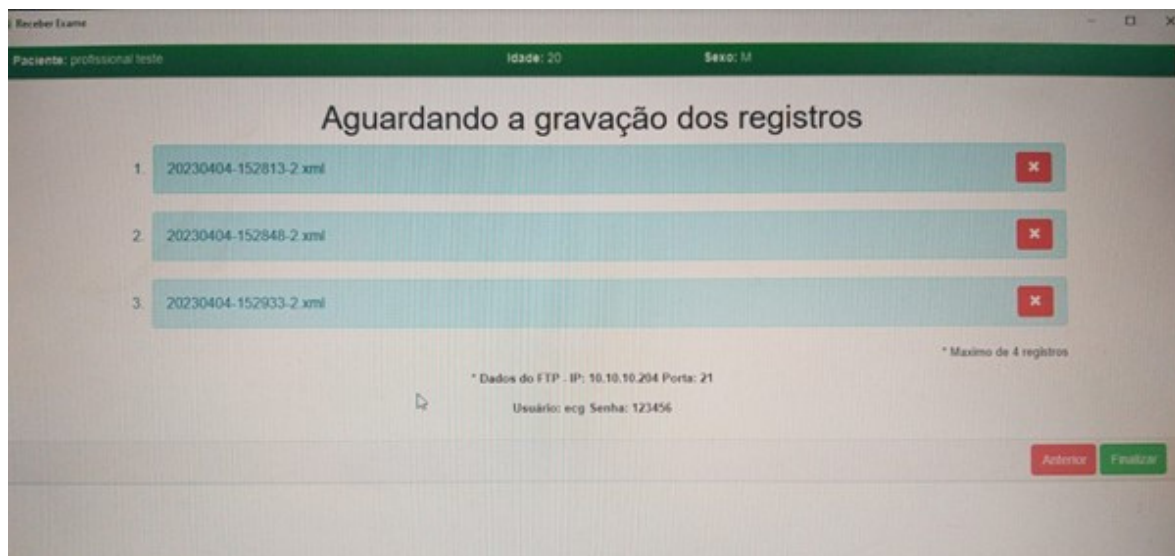 Receber Exame
Paciente: profissional teste Idade: 20 Sexo: M
Aguardando a gravação dos registros
1. 20230404-152813-2.xml
2. 20230404-152848-2.xml
3. 20230404-152933-2.xml
* Maximo de 4 registros
* Dados do FTP - IP: 10.10.10.204 Porta: 21
Usuário: ecg Senha: 123456
Anterior Finalizar